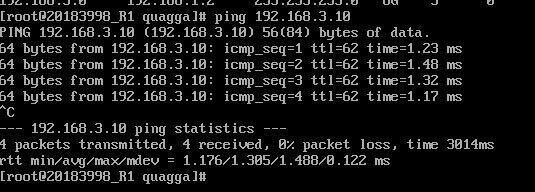 [root@20183998_R1 quagga]# ping 192.168.3.10
PING 192.168.3.10 (192.168.3.10) 56(84) bytes of data.
64 bytes from 192.168.3.10: icmp_seq=1 ttl=62 time=1.23 ms
64 bytes from 192.168.3.10: icmp_seq=2 ttl=62 time=1.48 ms
64 bytes from 192.168.3.10: icmp_seq=3 ttl=62 time=1.32 ms
64 bytes from 192.168.3.10: icmp_seq=4 ttl=62 time=1.17 ms
^C
--- 192.168.3.10 ping statistics ---
4 packets transmitted, 4 received, 0% packet loss, time 3014ms
rtt min/avg/max/mdev = 1.176/1.305/1.488/0.122 ms
[root@20183998_R1 quagga]#